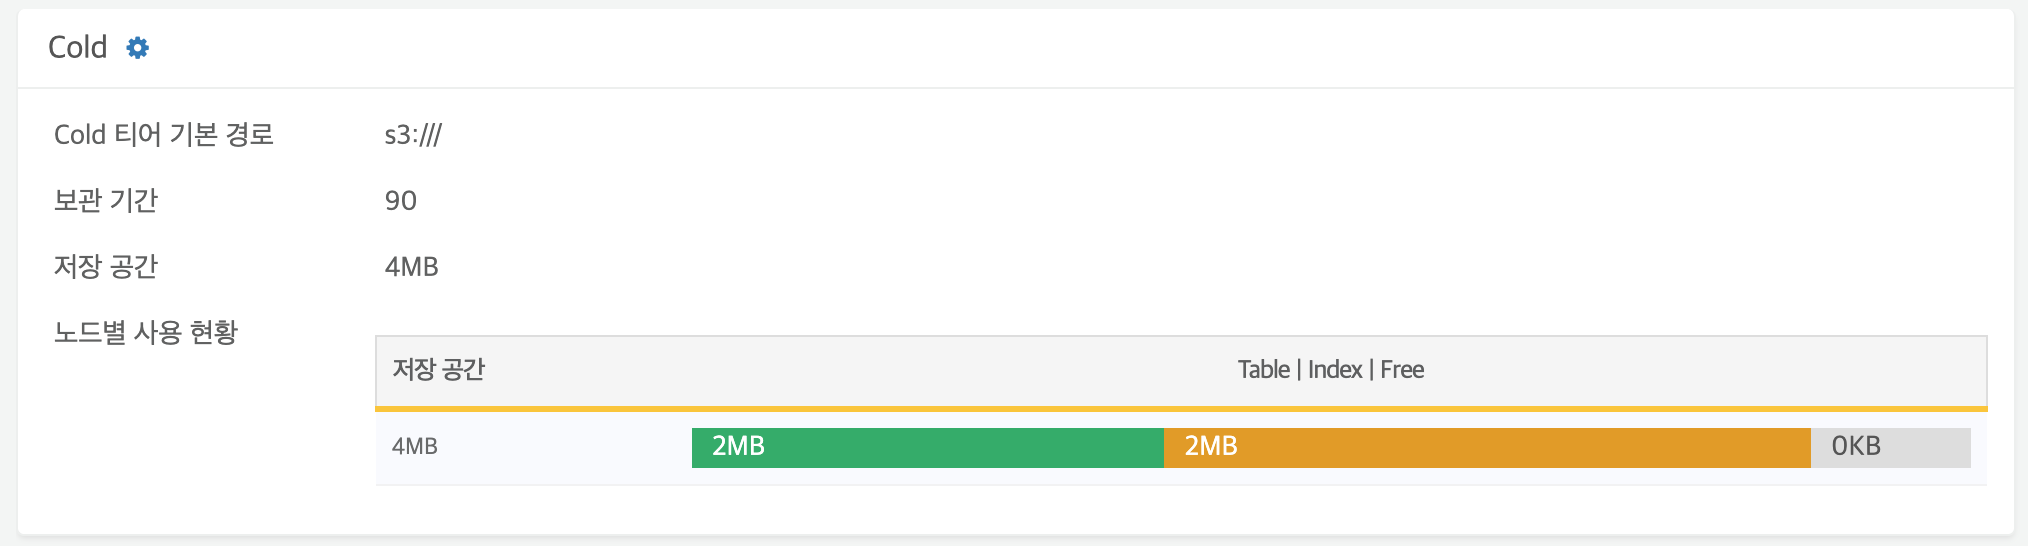 Cold
Cold 티어 기본 경로 s3:///
보관 기간 90
저장 공간 4MB
노드별 사용 현황
저장 공간 Table | Index | Free
4MB 2MB 2MB 0KB